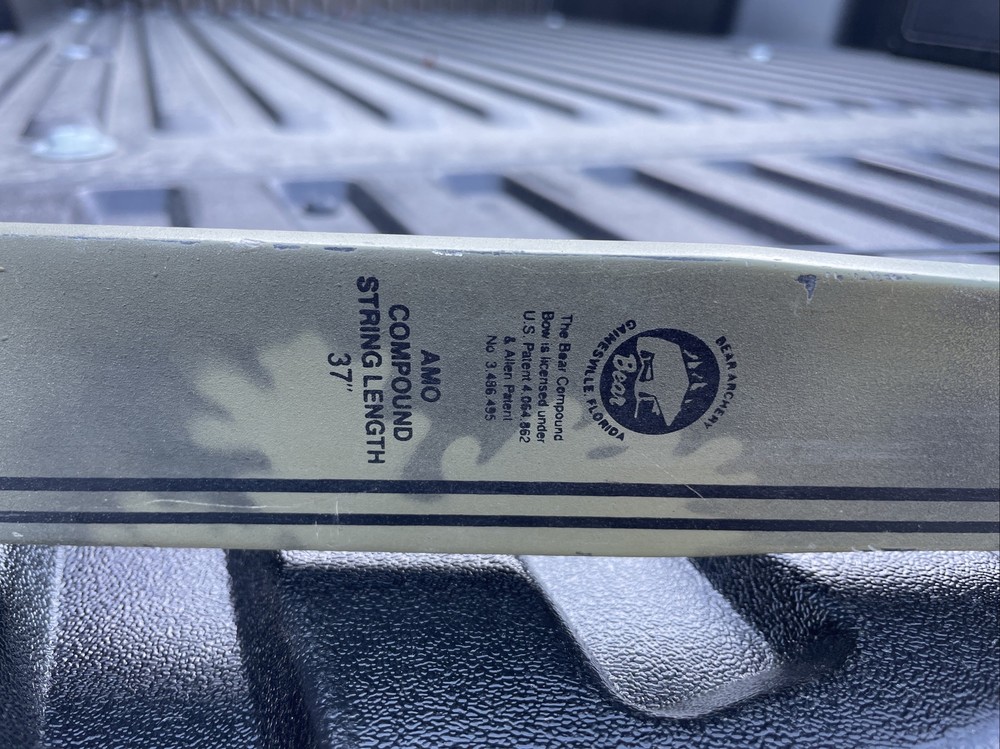 BEAR ARCHERY
Bear
GAINESVILLE, FLORIDA
The Bear Compound
Bow is licensed under
U.S. Patent 4.064.862
& Allen Patent
No 3.486.495
AMO
COMPOUND
STRING LENGTH
37"